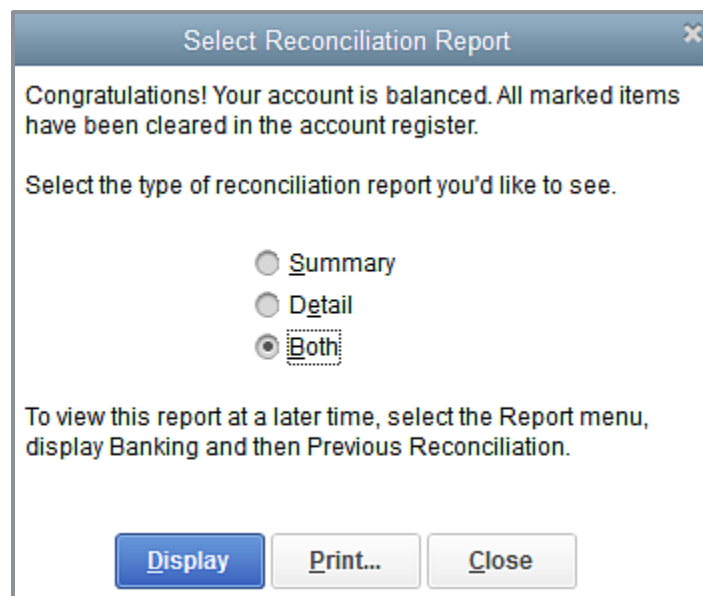 Select Reconciliation Report
Congratulations! Your account is balanced. All marked items
have been cleared in the account register.
Select the type of reconciliation report you'd like to see.
Summary
Detail
Both
To view this report at a later time, select the Report menu,
display Banking and then Previous Reconciliation.
Display Print... Close